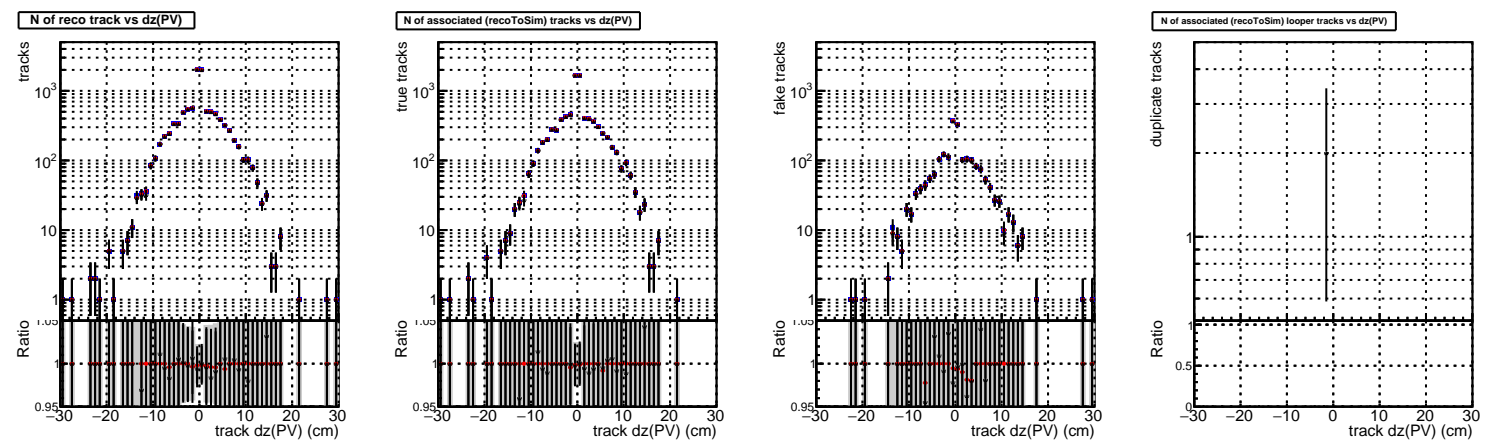 N of reco track vs dz(PV)
tracks
10³
10²
10
1
1.05
Ratio
1
0.95
−30 −20 −10 0 10 20 30
track dz(PV) (cm)
N of associated (recoToSim) tracks vs dz(PV)
true tracks
10³
10²
10
1
1.05
Ratio
1
0.95
−30 −20 −10 0 10 20 30
track dz(PV) (cm)
fake tracks
10³
10²
10
1
1.05
Ratio
1
0.95
−30 −20 −10 0 10 20 30
track dz(PV) (cm)
N of associated (recoToSim) looper tracks vs dz(PV)
duplicate tracks
1
Ratio
1
0.5
0
−30 −20 −10 0 10 20 30
track dz(PV) (cm)